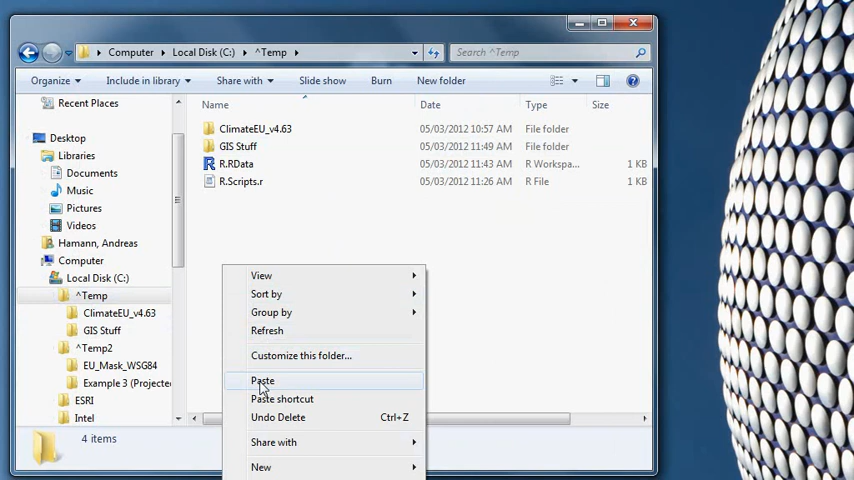 Computer Local Disk (C:) ^Temp Search ^Temp
Organize Include in library Share with Slide show Burn New folder
Recent Places
Desktop
Libraries
Documents
Music
Pictures
Videos
Hamann, Andreas
Computer
Local Disk (C:)
^Temp
ClimateEU_v4.63
GIS Stuff
^Temp2
EU_Mask_WSG84
Example 3 (Projecte
ESRI
Intel
Name Date Type Size
ClimateEU_v4.63 05/03/2012 10:57 AM File folder
GIS Stuff 05/03/2012 11:49 AM File folder
R.RData 05/03/2012 11:43 AM R Workspa... 1 KB
R.Scripts.r 05/03/2012 11:26 AM R File 1 KB
View
Sort by
Group by
Refresh
Customize this folder...
Paste
Paste shortcut
Undo Delete Ctrl+Z
Share with
New
4 items